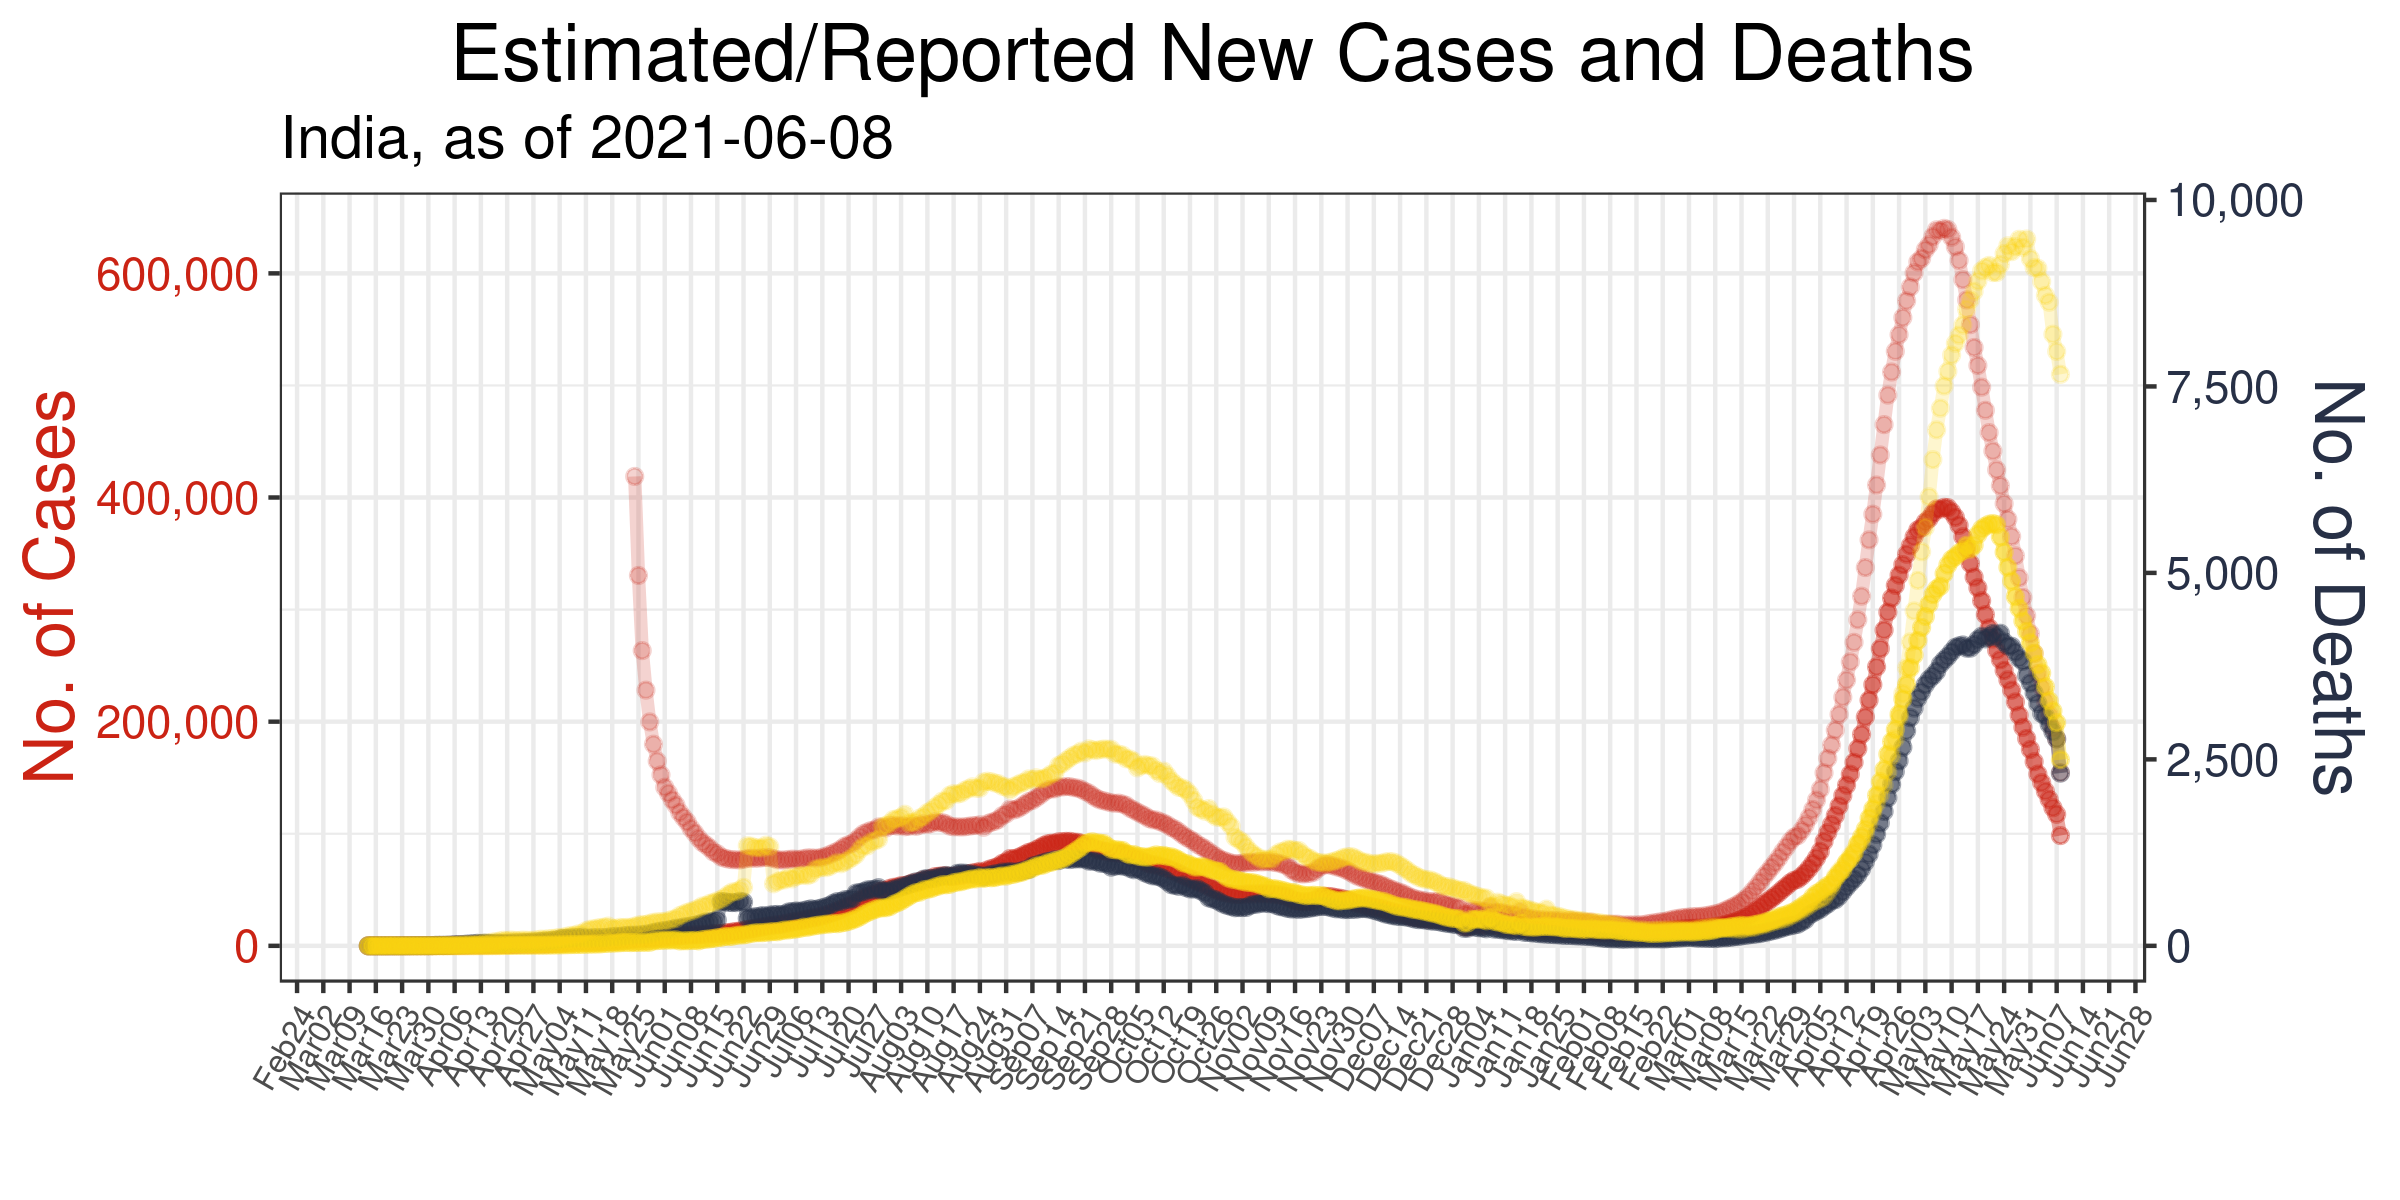 Estimated/Reported New Cases and Deaths
India, as of 2021-06-08
No. of Cases
600,000
400,000
200,000
0
10,000
7,500
5,000
2,500
0
No. of Deaths
Feb24
Mar02
Mar09
Mar16
Mar23
Mar30
Apr06
Apr13
Apr20
Apr27
May04
May11
May18
May25
Jun01
Jun08
Jun15
Jun22
Jun29
Jul06
Jul13
Jul20
Jul27
Aug03
Aug10
Aug17
Aug24
Aug31
Sep07
Sep14
Sep21
Sep28
Oct05
Oct12
Oct19
Oct26
Nov02
Nov09
Nov16
Nov23
Nov30
Dec07
Dec14
Dec21
Dec28
Jan04
Jan11
Jan18
Jan25
Feb01
Feb08
Feb15
Feb22
Mar01
Mar08
Mar15
Mar22
Mar29
Apr05
Apr12
Apr19
Apr26
May03
May10
May17
May24
May31
Jun07
Jun14
Jun21
Jun28